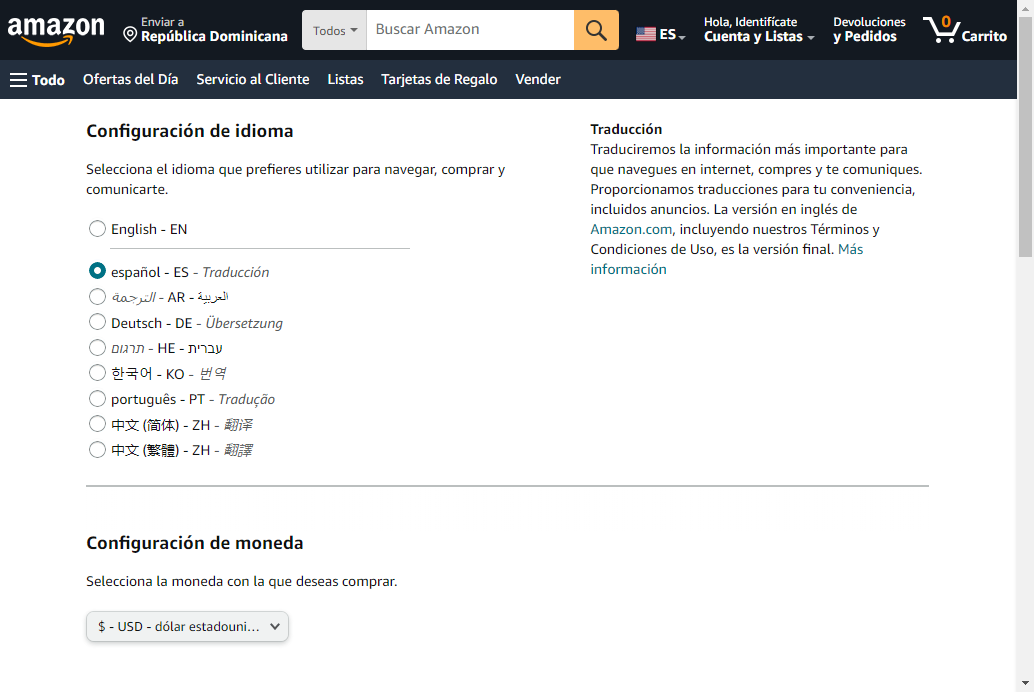 amazon
Enviar a
República Dominicana
Todos
Buscar Amazon
ES
Hola, Identifícate
Cuenta y Listas
Devoluciones
y Pedidos
0
Carrito
Todo
Ofertas del Día
Servicio al Cliente
Listas
Tarjetas de Regalo
Vender
Configuración de idioma
Selecciona el idioma que prefieres utilizar para navegar, comprar y
comunicarte.
English - EN
español - ES - Traducción
العربية - AR - الترجمة
Deutsch - DE - Übersetzung
עברית - HE - תרגום
한국어 - KO - 번역
português - PT - Tradução
中文 (简体) - ZH - 翻译
中文 (繁體) - ZH - 翻譯
Traducción
Traduciremos la información más importante para
que navegues en internet, compres y te comuniques.
Proporcionamos traducciones para tu conveniencia,
incluidos anuncios. La versión en inglés de
Amazon.com, incluyendo nuestros Términos y
Condiciones de Uso, es la versión final. Más
información
Configuración de moneda
Selecciona la moneda con la que deseas comprar.
$ - USD - dólar estadouni...